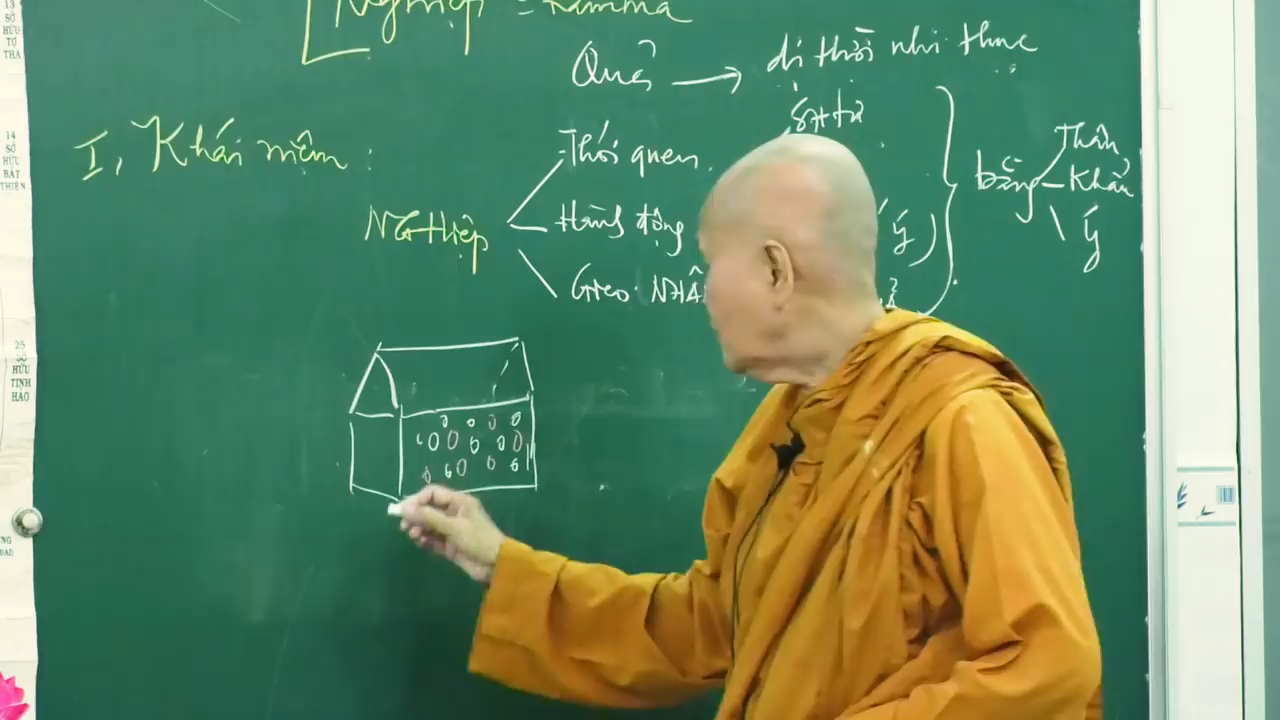 13
SỞ
HỮU
TỢ
THA
14
SỞ
HỮU
BẤT
THIỆN
25
SỞ
HỮU
TỊNH
HẢO
Nghiệp = Kamma
Quả → dị thời nhi thục
I, Khái niệm :
Thói quen
NGHIỆP
Hành động
Ý)
Gieo NHÂ
bằng
Thân
Khẩu
Ý